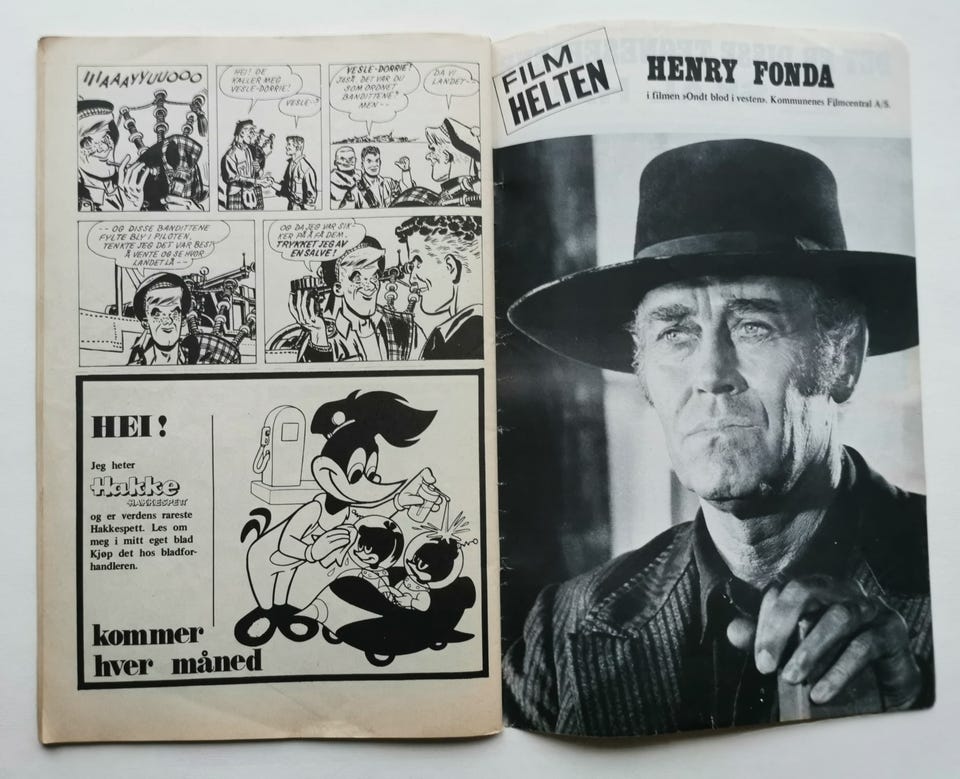 IIIAAAYYYUUOOO
HEI! DE
KALLER MEG
VESLE-DORRIE!
VESLE-?
VESLE-DORRIE!
JASÅ, DET VAR DU
SOM ORDNET
BANDITTENE?
MEN--
DA VI
LANDET--
-- OG DISSE BANDITTENE
FYLTE BLY I PILOTEN,
TENKTE JEG DET VAR BEST
Å VENTE OG SE HVOR
LANDET LÅ --
OG DA JEG VAR SIK-
KER PÅ Å FÅ DEM,
TRYKKET JEG AV
EN SALVE!
HEI!
Jeg heter
Hakke
HAKKESPETT
og er verdens rareste
Hakkespett. Les om
meg i mitt eget blad
Kjøp det hos bladfor-
handleren.
kommer
hver måned
FILM
HELTEN
HENRY FONDA
i filmen »Ondt blod i vesten«. Kommunenes Filmcentral A/S.